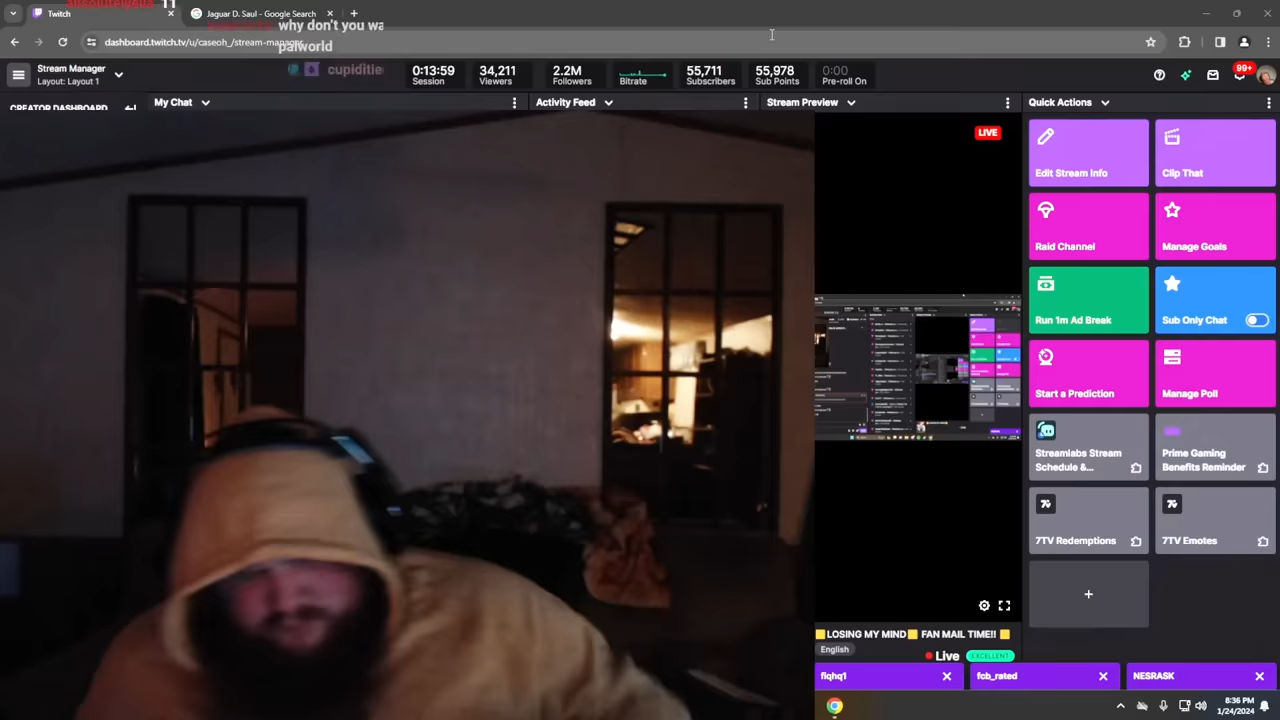 Twitch
Jaguar D. Saul - Google Search
why don't you wa
palworld
dashboard.twitch.tv/u/caseoh_/stream-manager
Stream Manager
Layout: Layout 1
cupiditie
0:13:59
Session
34,211
Viewers
2.2M
Followers
Bitrate
55,711
Subscribers
55,978
Sub Points
0:00
Pre-roll On
99+
CREATOR DASHBOARD
My Chat
Activity Feed
Stream Preview
Quick Actions
LIVE
Edit Stream Info
Clip That
Raid Channel
Manage Goals
Run 1m Ad Break
Sub Only Chat
Start a Prediction
Manage Poll
Streamlabs Stream
Schedule &...
Prime Gaming
Benefits Reminder
7TV Redemptions
7TV Emotes
LOSING MY MIND FAN MAIL TIME!!
English
Live
EXCELLENT
fiqhq1
fcb_rated
NESRASK
8:36 PM
1/24/2024